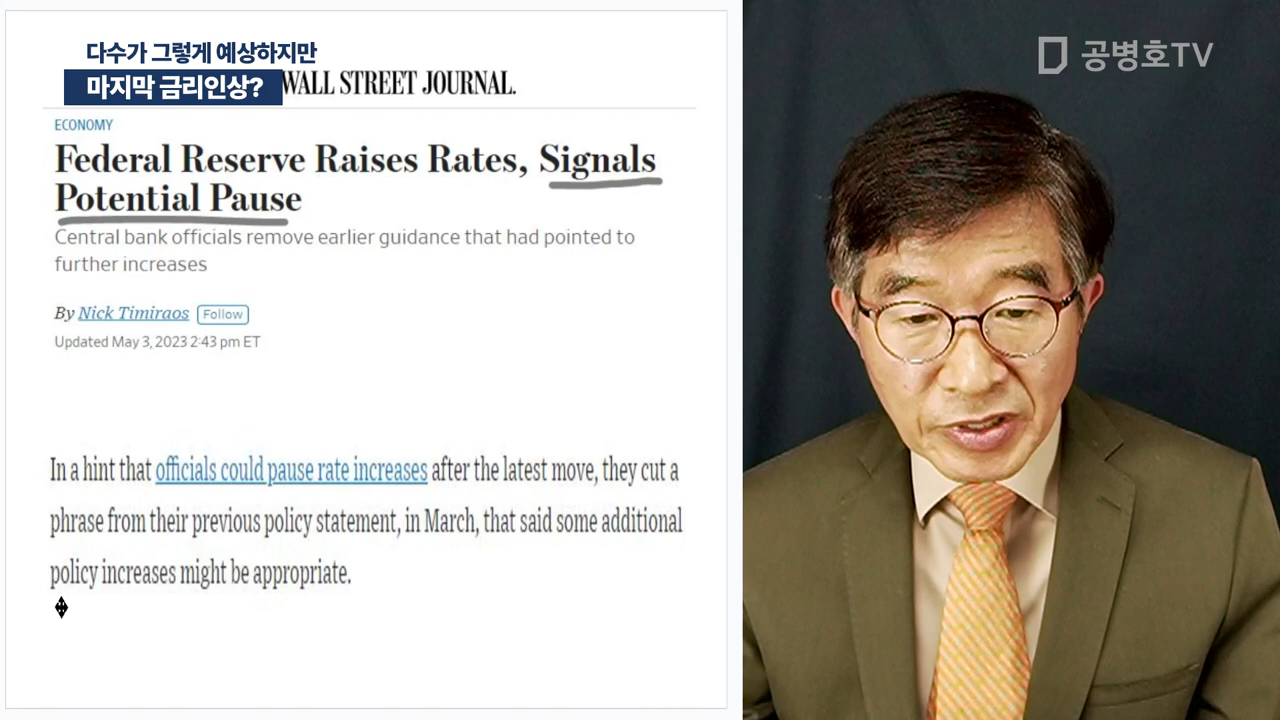 다수가 그렇게 예상하지만
마지막 금리인상?
WALL STREET JOURNAL.
공병호TV
ECONOMY
Federal Reserve Raises Rates, Signals
Potential Pause
Central bank officials remove earlier guidance that had pointed to
further increases
By Nick Timiraos Follow
Updated May 3, 2023 2:43 pm ET
In a hint that officials could pause rate increases after the latest move, they cut a
phrase from their previous policy statement, in March, that said some additional
policy increases might be appropriate.